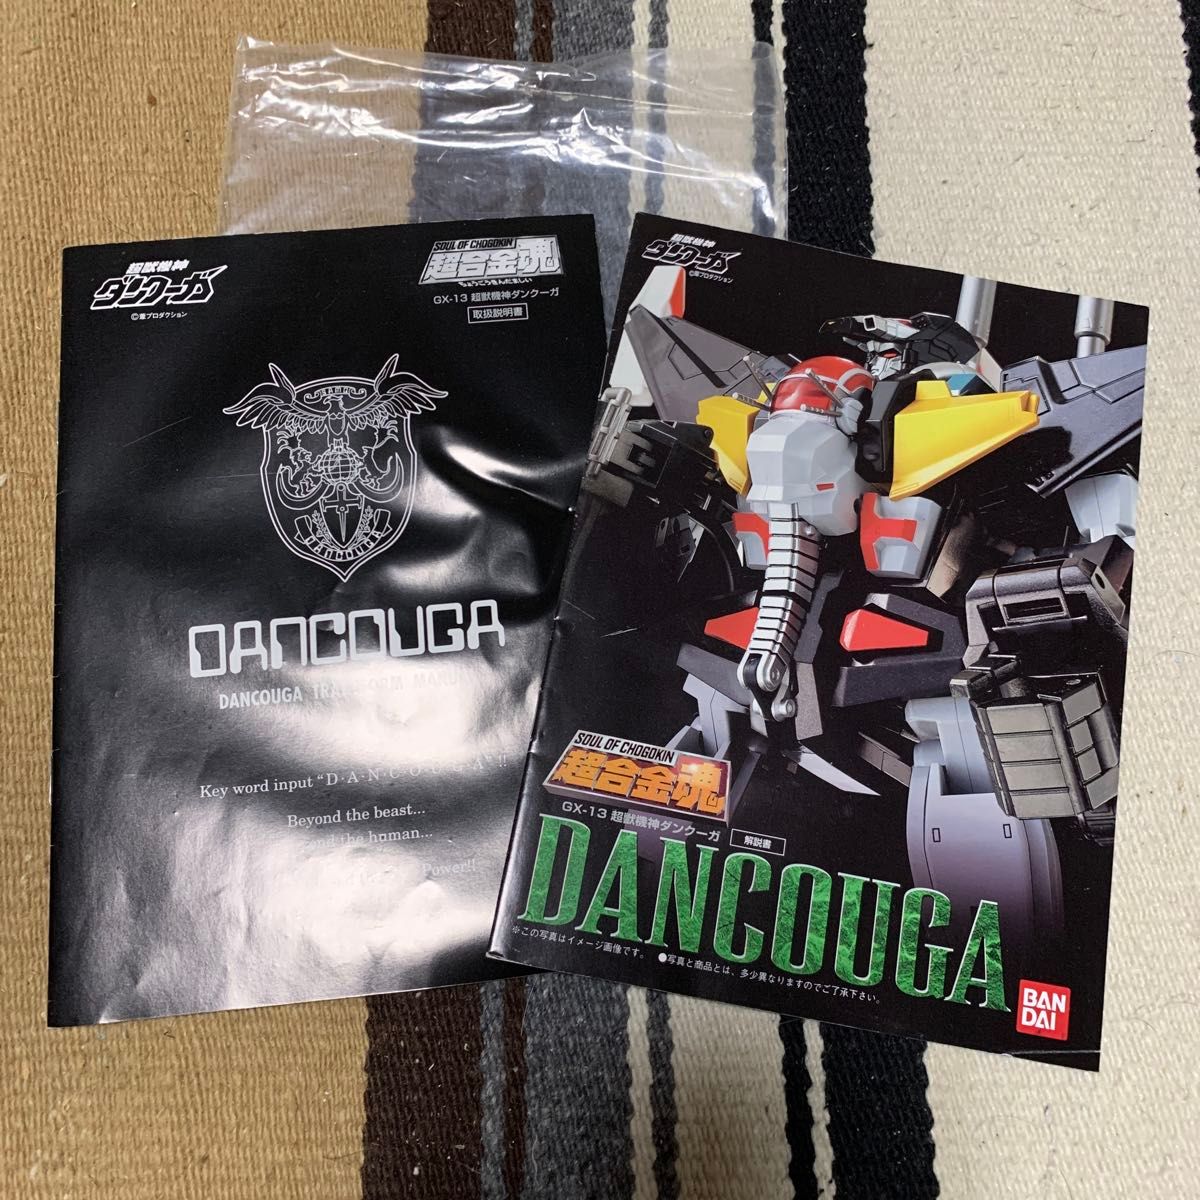 超獣機神
ダンクーガ
©葦プロダクション
SOUL OF CHOGOKIN
超合金魂
ちょうごうきんだましい
GX-13 超獣機神ダンクーガ
取扱説明書
DANCOUGA
DANCOUGA
DANCOUGA
Key word input "D·A·N·C·O·U·G·A" !!
Beyond the beast...
the human...
Power!!
超獣機神
ダンクーガ
©葦プロダクション
SOUL OF CHOGOKIN
超合金魂
GX-13 超獣機神ダンクーガ
解説書
DANCOUGA
※この写真はイメージ画像です。 ●写真と商品とは、多少異なりますのでご了承下さい。
BAN
DAI